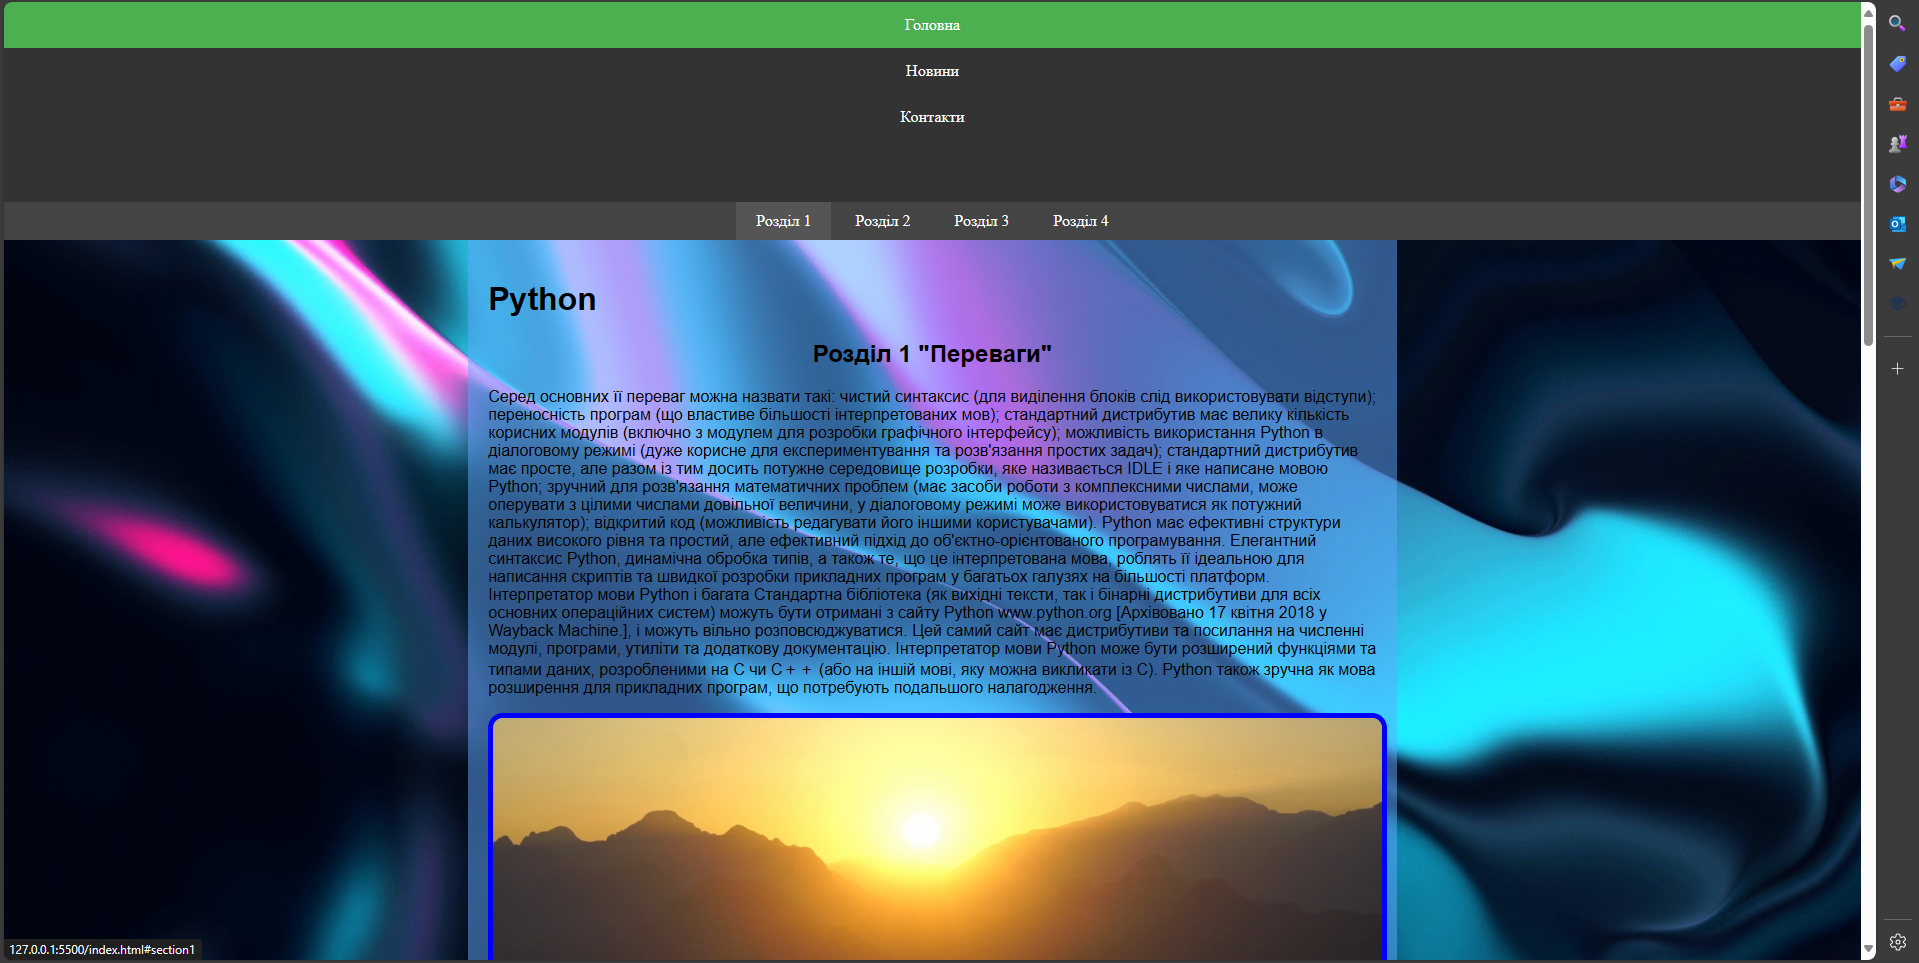 Головна
Новини
Контакти
Розділ 1 Розділ 2 Розділ 3 Розділ 4
Python
Розділ 1 "Переваги"
Серед основних її переваг можна назвати такі: чистий синтаксис (для виділення блоків слід використовувати відступи);
переносність програм (що властиве більшості інтерпретованих мов); стандартний дистрибутив має велику кількість
корисних модулів (включно з модулем для розробки графічного інтерфейсу); можливість використання Python в
діалоговому режимі (дуже корисне для експериментування та розв'язання простих задач); стандартний дистрибутив
має просте, але разом із тим досить потужне середовище розробки, яке називається IDLE і яке написане мовою
Python; зручний для розв'язання математичних проблем (має засоби роботи з комплексними числами, може
оперувати з цілими числами довільної величини, у діалоговому режимі може використовуватися як потужний
калькулятор); відкритий код (можливість редагувати його іншими користувачами). Python має ефективні структури
даних високого рівня та простий, але ефективний підхід до об'єктно-орієнтованого програмування. Елегантний
синтаксис Python, динамічна обробка типів, а також те, що це інтерпретована мова, роблять її ідеальною для
написання скриптів та швидкої розробки прикладних програм у багатьох галузях на більшості платформ.
Інтерпретатор мови Python і багата Стандартна бібліотека (як вихідні тексти, так і бінарні дистрибутиви для всіх
основних операційних систем) можуть бути отримані з сайту Python www.python.org [Архівовано 17 квітня 2018 у
Wayback Machine.], і можуть вільно розповсюджуватися. Цей самий сайт має дистрибутиви та посилання на численні
модулі, програми, утиліти та додаткову документацію. Інтерпретатор мови Python може бути розширений функціями та
типами даних, розробленими на C чи C＋＋ (або на іншій мові, яку можна викликати із C). Python також зручна як мова
розширення для прикладних програм, що потребують подальшого налагодження.
127.0.0.1:5500/index.html#section1